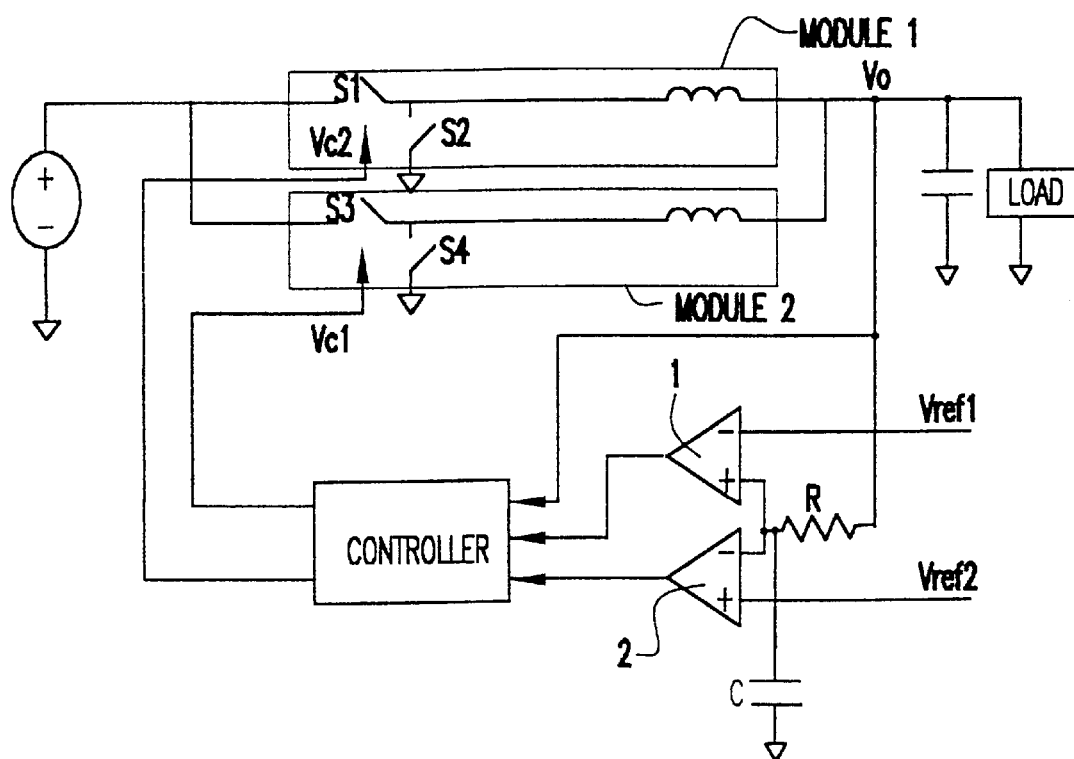 MODULE 1
Vo
S1
S2
Vc2
+
-
S3
S4
LOAD
MODULE 2
Vc1
1
Vref1
-
+
R
CONTROLLER
-
+
Vref2
2
C